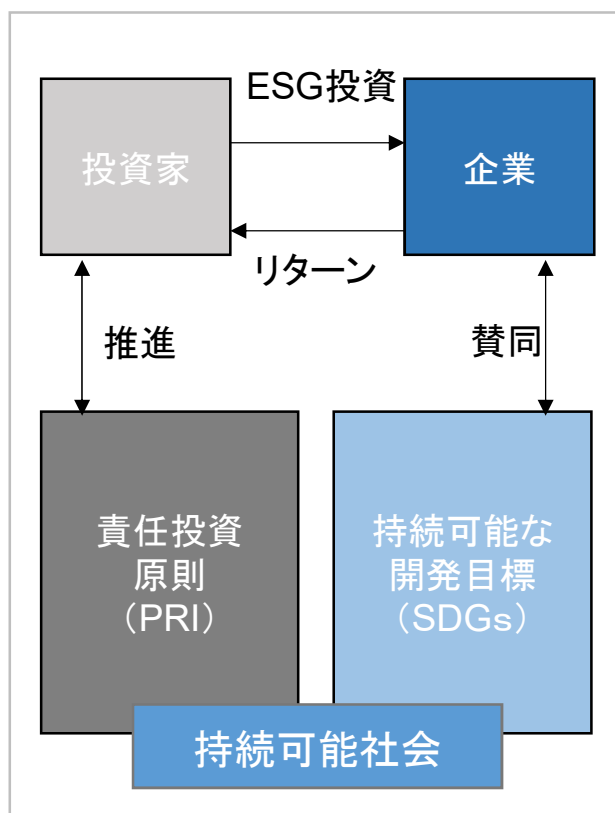 ESG投資
投資家
企業
リターン
推進
賛同
責任投資
原則
（PRI）
持続可能な
開発目標
（SDGｓ）
持続可能社会